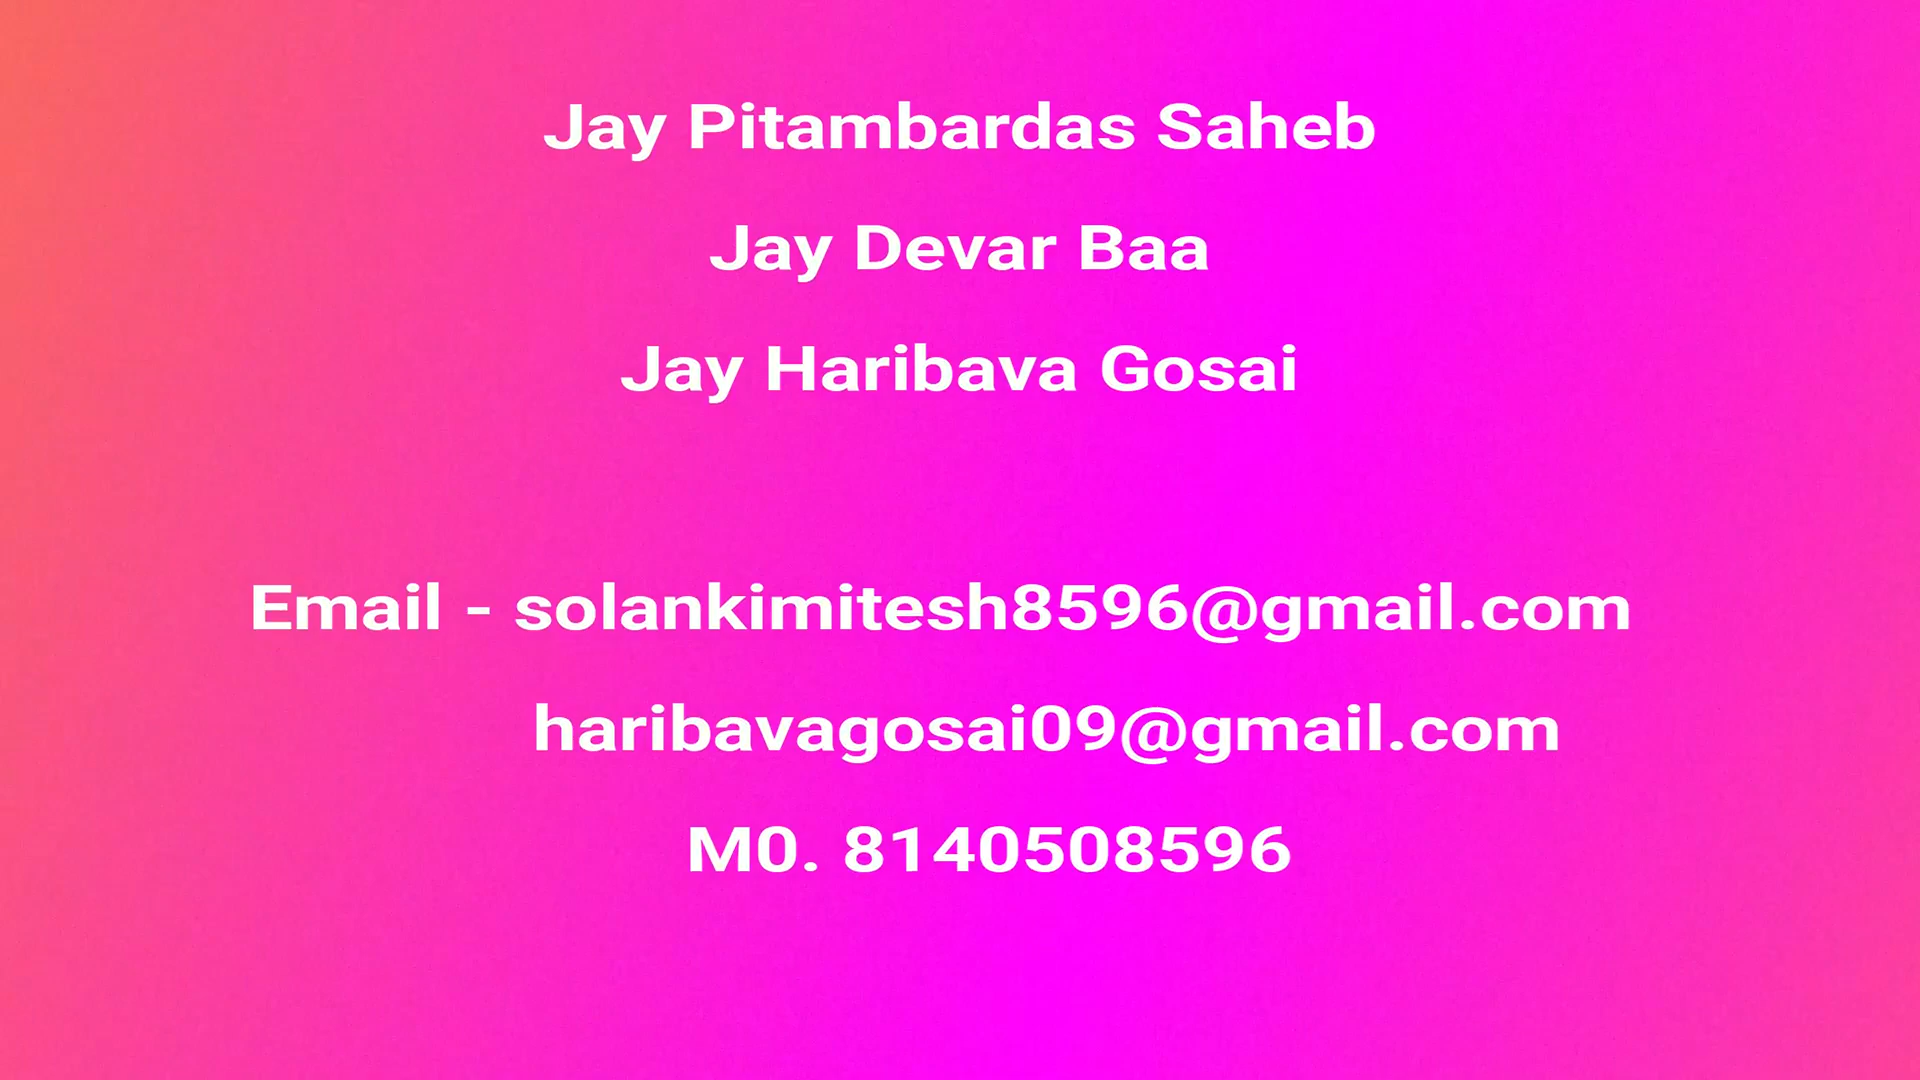 Jay Pitambardas Saheb
Jay Devar Baa
Jay Haribava Gosai
Email - solankimitesh8596@gmail.com
haribavagosai09@gmail.com
M0. 8140508596